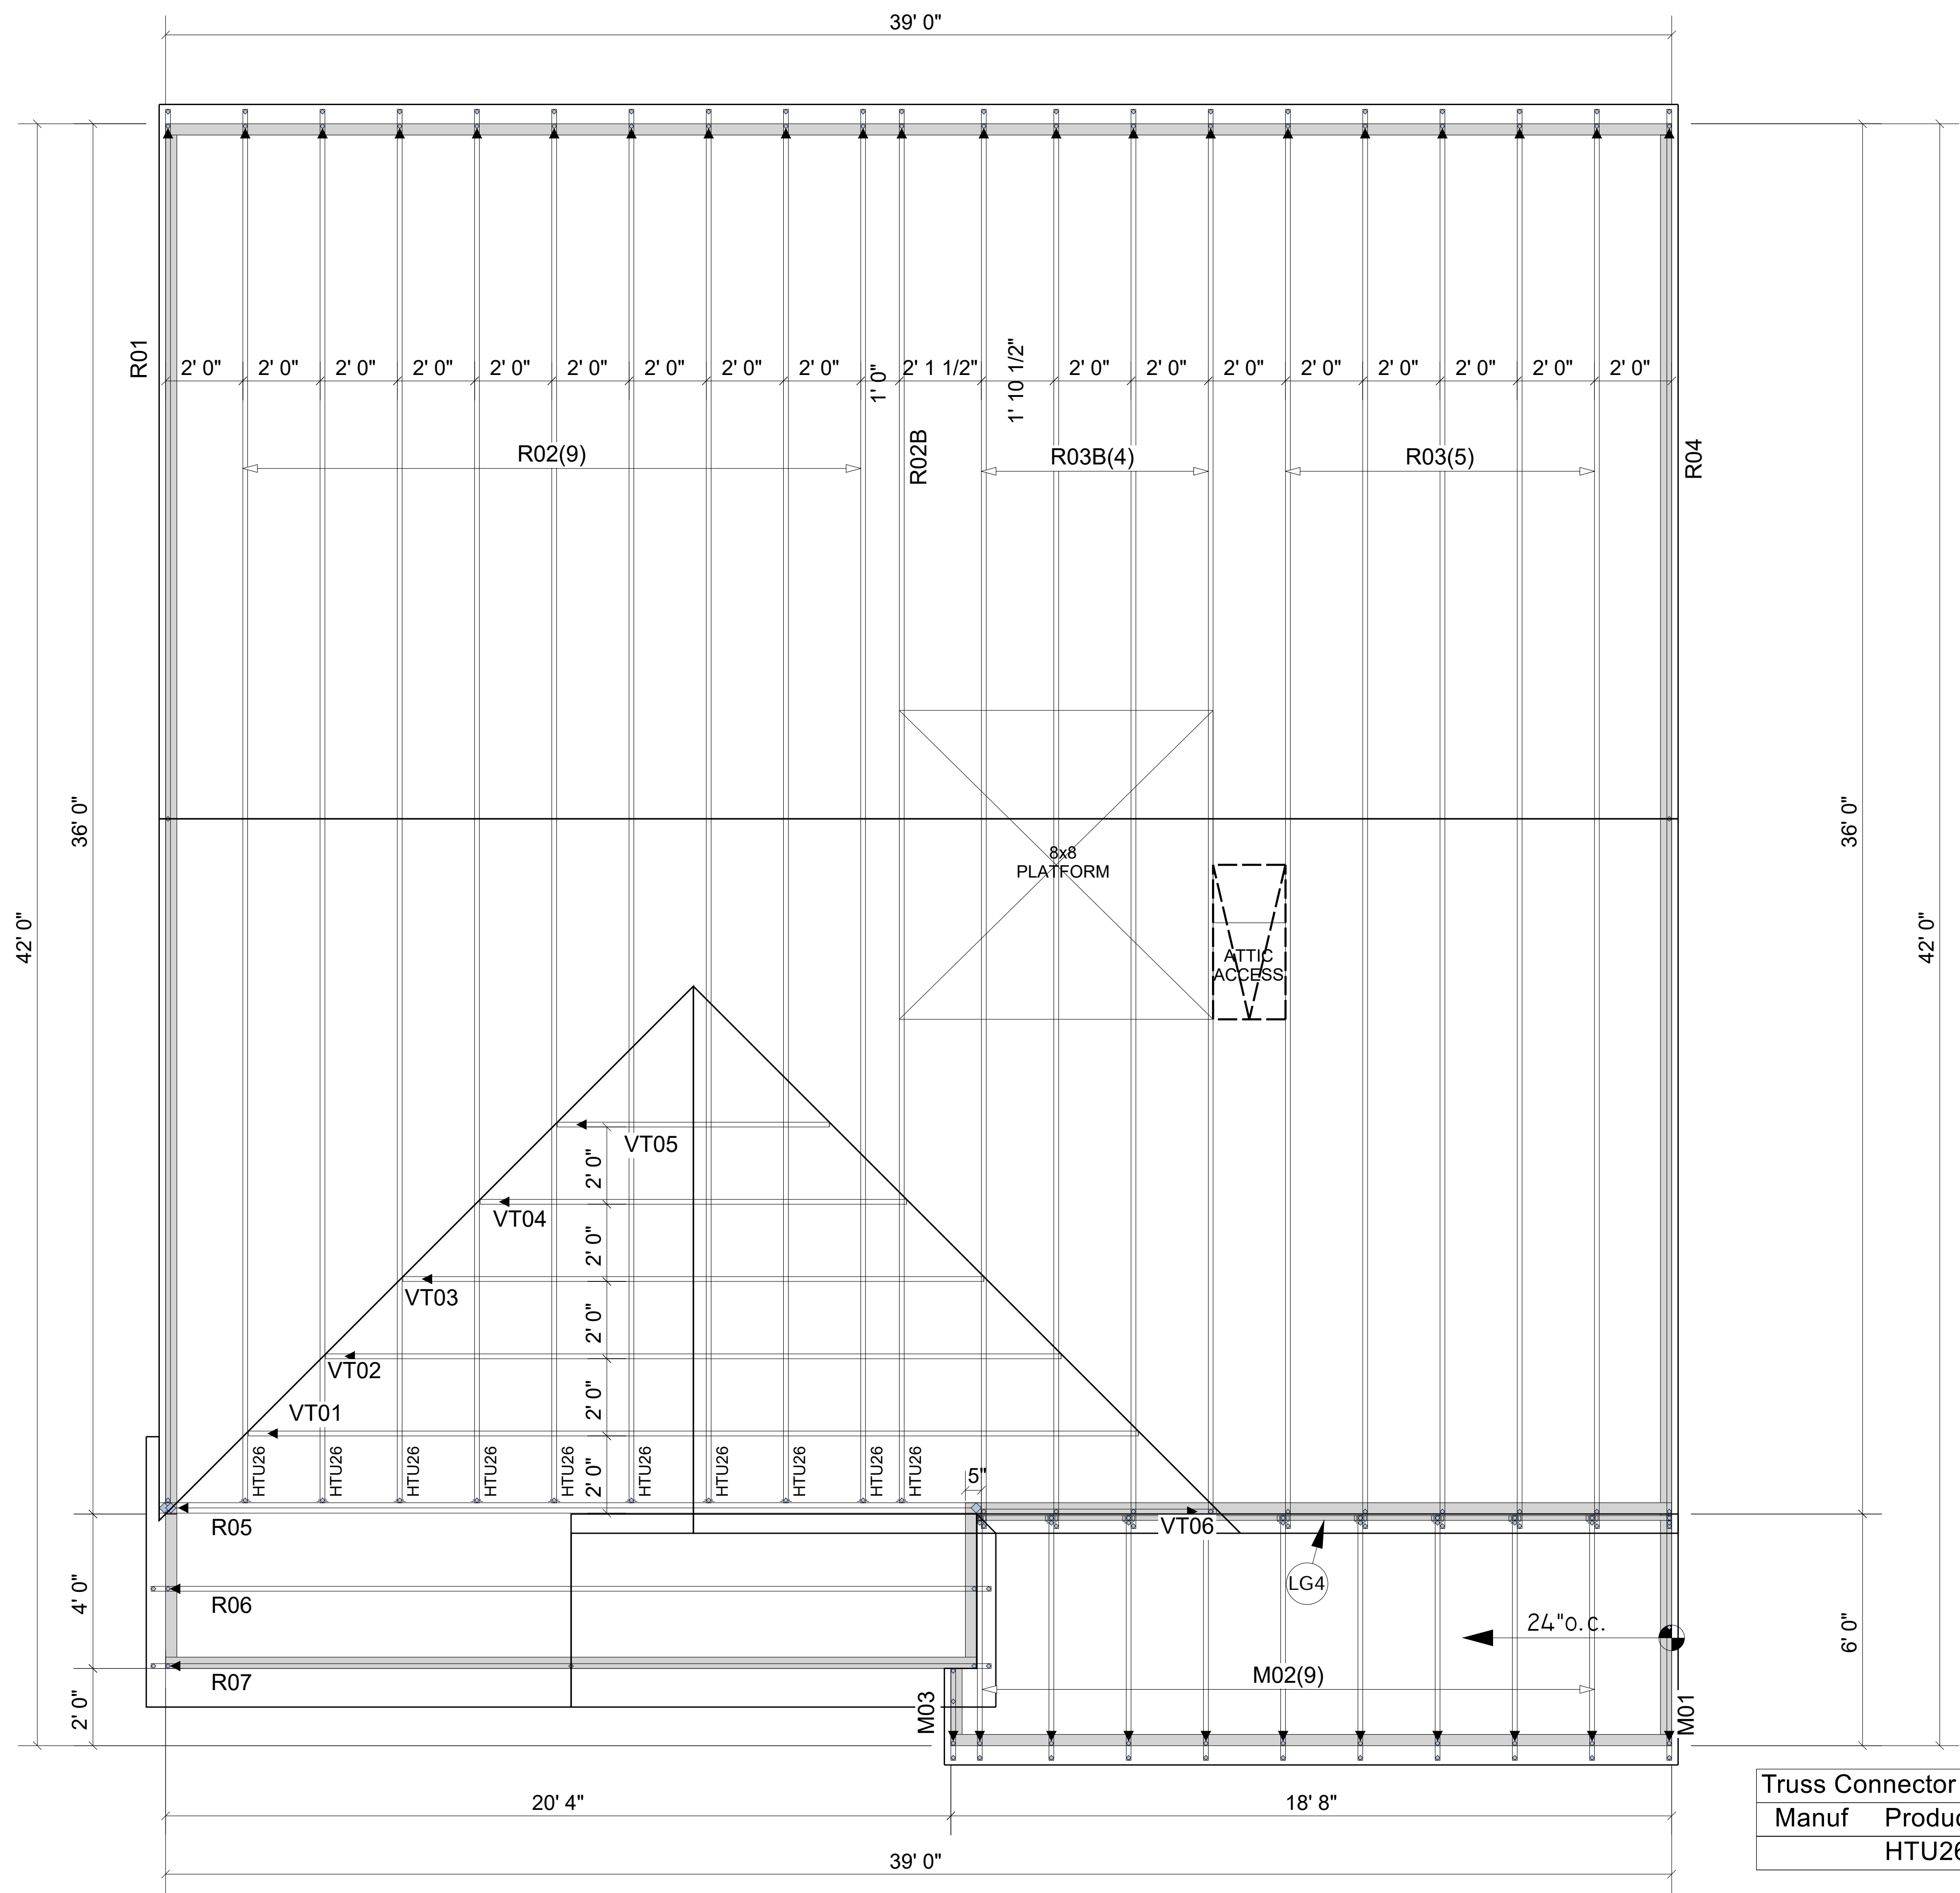 39' 0"
R01
2' 0" 2' 0" 2' 0" 2' 0" 2' 0" 2' 0" 2' 0" 2' 0" 2' 0" 1' 0" 2' 1 1/2" 1' 10 1/2" 2' 0" 2' 0" 2' 0" 2' 0" 2' 0" 2' 0" 2' 0" 2' 0"
R02(9)
R02B
R03B(4)
R03(5)
R04
42' 0"
36' 0"
36' 0"
42' 0"
8x8
PLATFORM
ATTIC
ACCESS
VT05
2' 0"
VT04
2' 0"
VT03
2' 0"
VT02
2' 0"
VT01
2' 0"
HTU26 HTU26 HTU26 HTU26 HTU26 HTU26 HTU26 HTU26 HTU26 HTU26
5"
R05
VT06
LG4
4' 0"
R06
24"o.c.
6' 0"
R07
M02(9)
2' 0"
M03
M01
20' 4"
18' 8"
39' 0"
Truss Connector
Manuf
HTU26